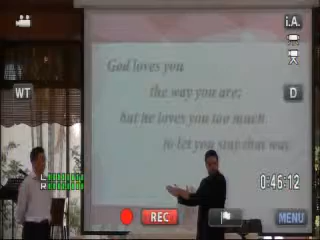 i.A.
God loves you
WT
the way you are;
D
but he loves you too much
to let you stay that way.
L
R
0:46:12
REC
MENU